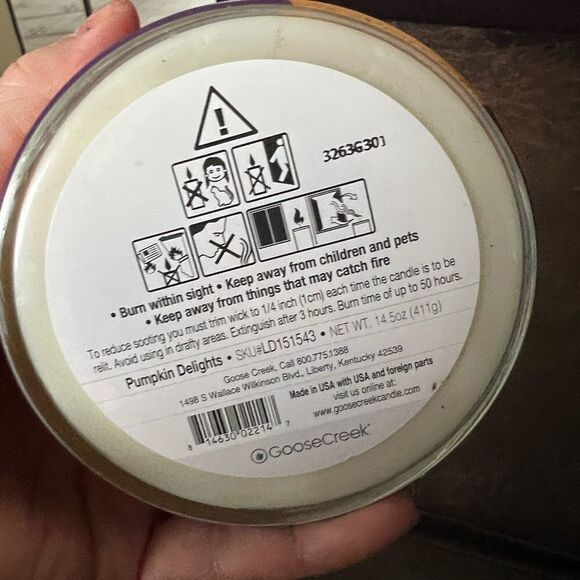 3263G301
• Burn within sight • Keep away from children and pets
• Keep away from things that may catch fire
To reduce sooting you must trim wick to 1/4 inch (1cm) each time the candle is to be
relit. Avoid using in drafty areas. Extinguish after 3 hours. Burn time of up to 50 hours.
Pumpkin Delights • SKU#LD151543 • NET WT. 14.5oz (411g)
Goose Creek, Call 800.775.1388
1498 S Wallace Wilkinson Blvd., Liberty, Kentucky 42539
Made in USA with USA and foreign parts
visit us online at:
www.goosecreekcandle.com
8 14630 02214 7
GooseCreek